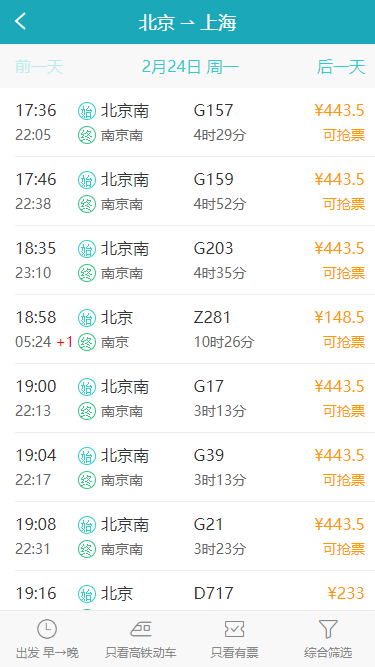 北京 → 上海
前一天 2月24日 周一 后一天
17:36 始 北京南 G157 ¥443.5
22:05 终 南京南 4时29分 可抢票
17:46 始 北京南 G159 ¥443.5
22:38 终 南京南 4时52分 可抢票
18:35 始 北京南 G203 ¥443.5
23:10 终 南京南 4时35分 可抢票
18:58 始 北京 Z281 ¥148.5
05:24 +1 终 南京 10时26分 可抢票
19:00 始 北京南 G17 ¥443.5
22:13 终 南京南 3时13分 可抢票
19:04 始 北京南 G39 ¥443.5
22:17 终 南京南 3时13分 可抢票
19:08 始 北京南 G21 ¥443.5
22:31 终 南京南 3时23分 可抢票
19:16 始 北京 D717 ¥233
出发 早→晚 只看高铁动车 只看有票 综合筛选